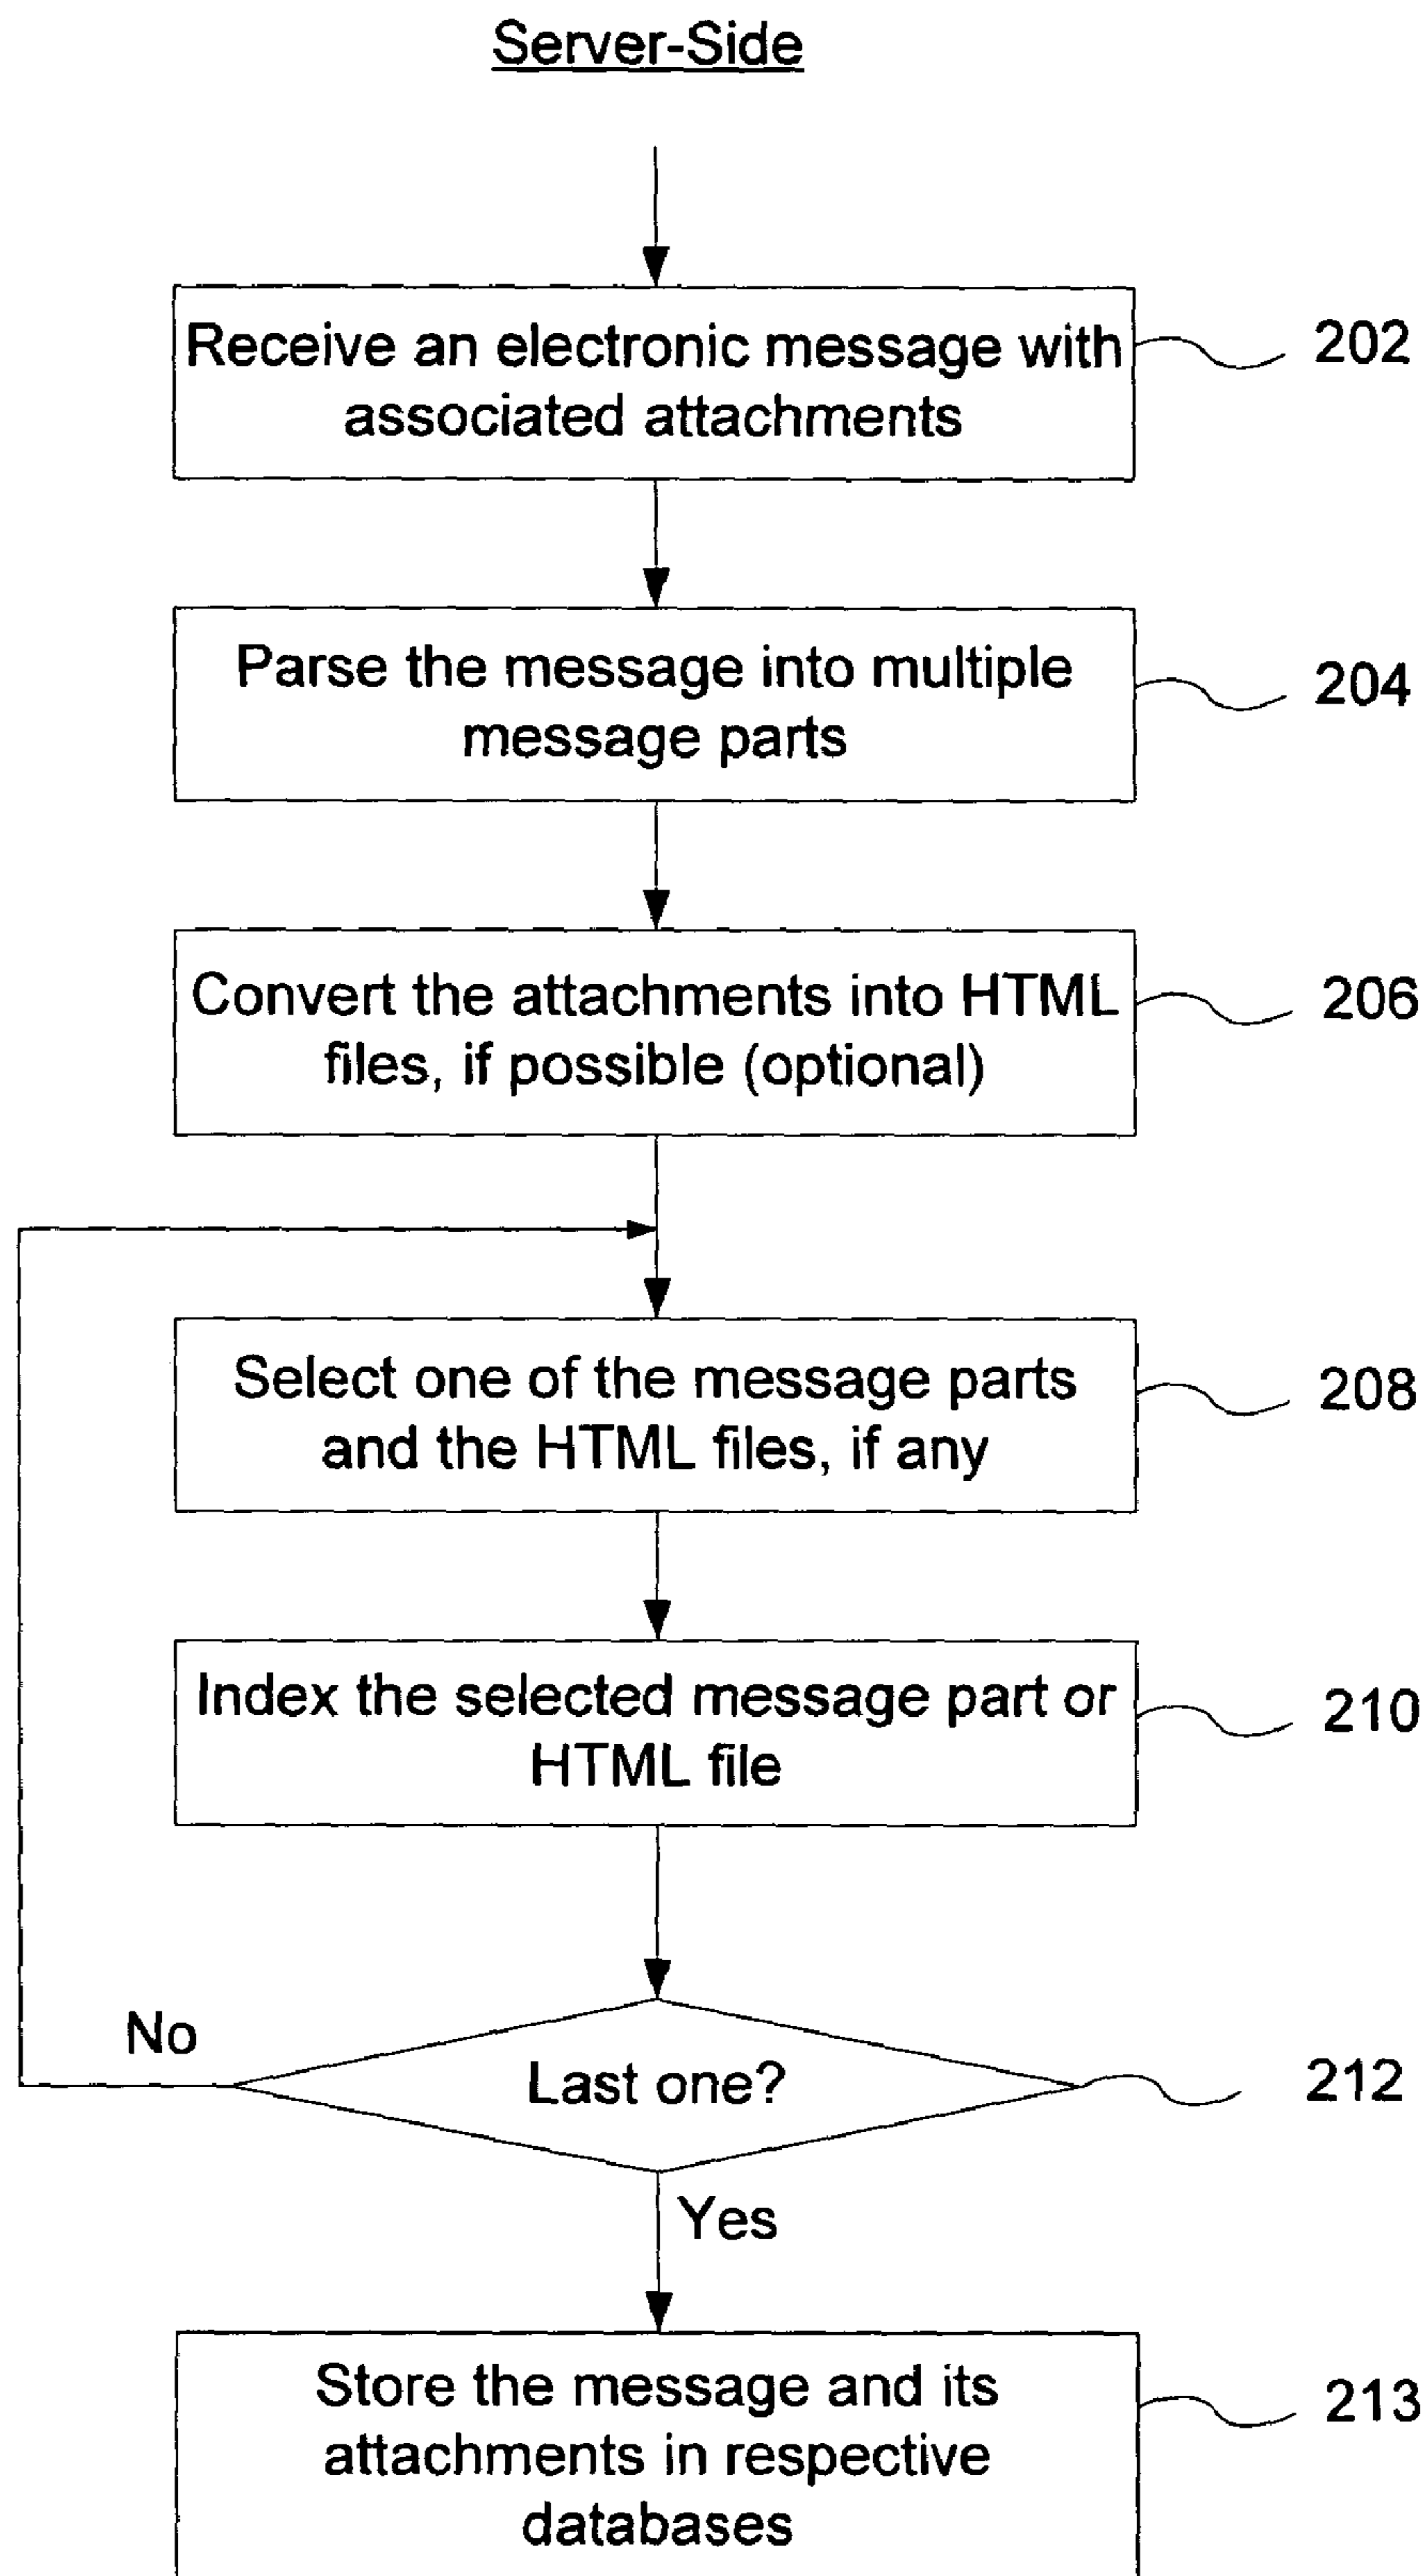 Server-Side
Receive an electronic message with
associated attachments
202
Parse the message into multiple
message parts
204
Convert the attachments into HTML
files, if possible (optional)
206
Select one of the message parts
and the HTML files, if any
208
Index the selected message part or
HTML file
210
No
Last one?
212
Yes
Store the message and its
attachments in respective
databases
213